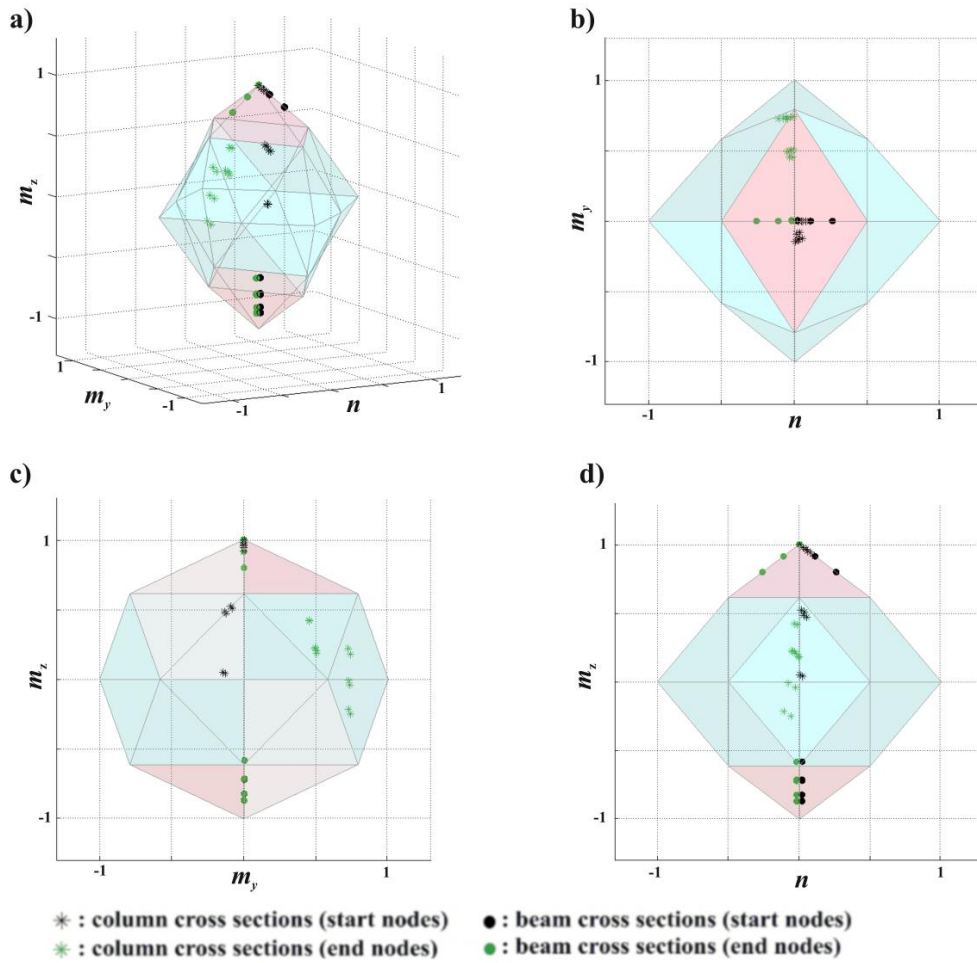 a)
b)
1
m_z
-1
1
m_y
-1
-1
n
1
1
m_y
-1
-1
n
1
c)
d)
1
m_z
-1
-1
m_y
1
1
m_z
-1
-1
n
1
✳ : column cross sections (start nodes)
● : beam cross sections (start nodes)
✳ : column cross sections (end nodes)
● : beam cross sections (end nodes)